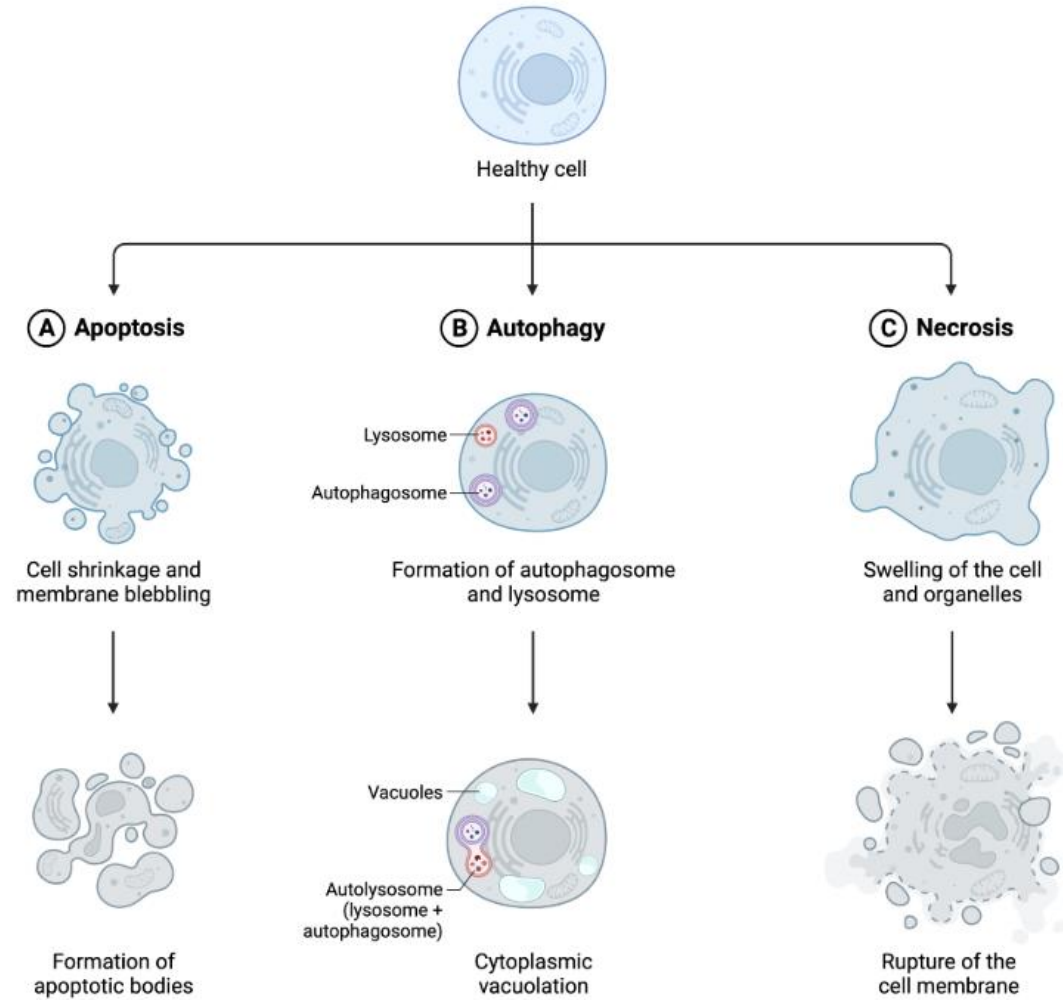 Healthy cell
A Apoptosis
Cell shrinkage and
membrane blebbling
Formation of
apoptotic bodies
B Autophagy
Lysosome
Autophagosome
Formation of autophagosome
and lysosome
Vacuoles
Autolysosome
(lysosome +
autophagosome)
Cytoplasmic
vacuolation
C Necrosis
Swelling of the cell
and organelles
Rupture of the
cell membrane